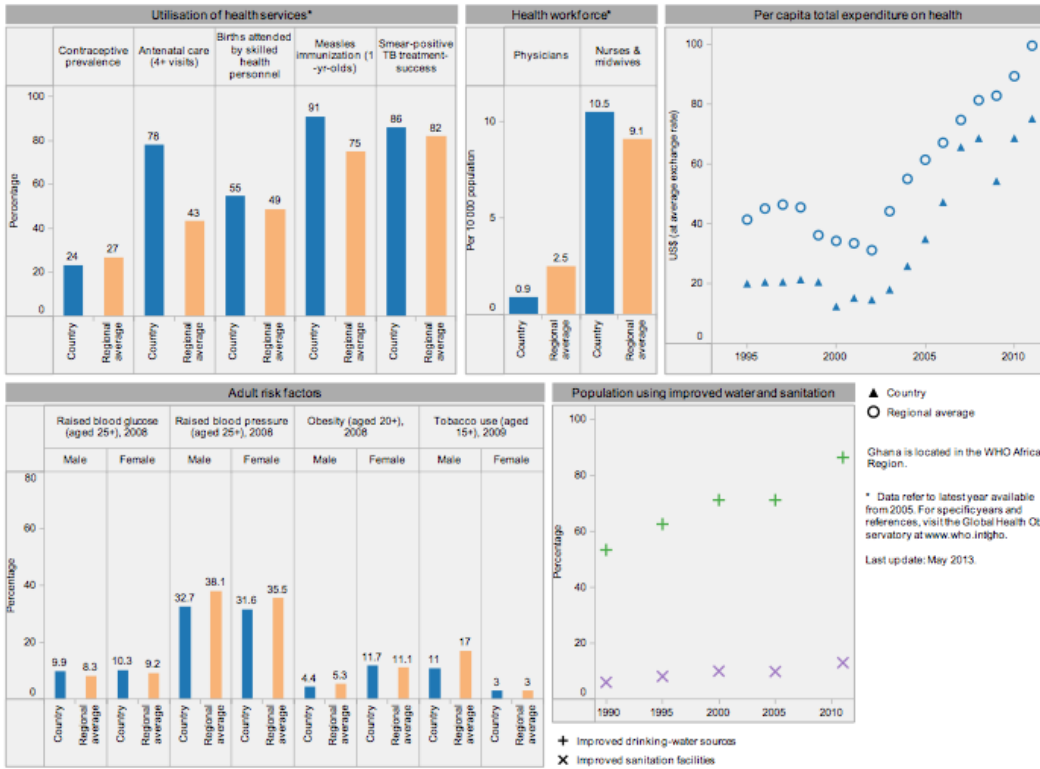 Utilisation of health services*
Contraceptive
prevalence
Antenatal care
(4+ visits)
Births attended
by skilled
health
personnel
Measles
immunization (1
-yr-olds)
Smear-positive
TB treatment-
success
Percentage
100
80
60
40
20
0
24
27
78
43
55
49
91
75
86
82
Country
Regional
average
Country
Regional
average
Country
Regional
average
Country
Regional
average
Country
Regional
average
Health workforce*
Physicians
Nurses &
midwives
Per 10 000 population
10
5
0
0.9
2.5
10.5
9.1
Country
Regional
average
Country
Regional
average
Per capita total expenditure on health
US$ (at average exchange rate)
100
80
60
40
20
0
1995
2000
2005
2010
Adult risk factors
Raised blood glucose
(aged 25+), 2008
Raised blood pressure
(aged 25+), 2008
Obesity (aged 20+),
2008
Tobacco use (aged
15+), 2009
Male
Female
Male
Female
Male
Female
Male
Female
Percentage
80
60
40
20
0
9.9
8.3
10.3
9.2
32.7
38.1
31.6
35.5
4.4
5.3
11.7
11.1
11
17
3
3
Country
Regional
average
Country
Regional
average
Country
Regional
average
Country
Regional
average
Country
Regional
average
Country
Regional
average
Country
Regional
average
Country
Regional
average
Population using improved water and sanitation
Percentage
100
80
60
40
20
0
1990
1995
2000
2005
2010
+ Improved drinking-water sources
× Improved sanitation facilities
▲ Country
○ Regional average
Ghana is located in the WHO Africa
Region.
* Data refer to latest year available
from 2005. For specific years and
references, visit the Global Health Ob
servatory at www.who.int/gho.
Last update: May 2013.